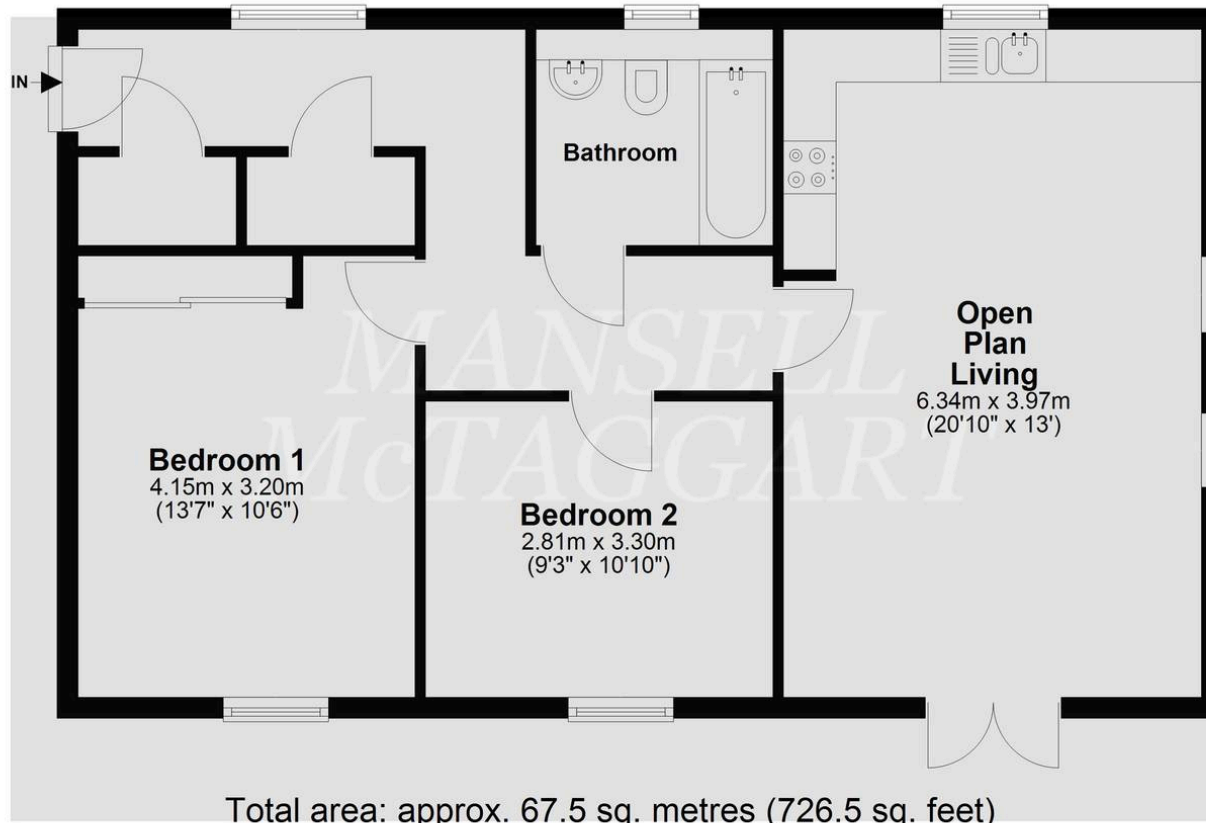 IN
Bathroom
Open
Plan
Living
6.34m x 3.97m
(20'10" x 13')
MANSELL
McTAGGART
Bedroom 1
4.15m x 3.20m
(13'7" x 10'6")
Bedroom 2
2.81m x 3.30m
(9'3" x 10'10")
Total area: approx. 67.5 sq. metres (726.5 sq. feet)